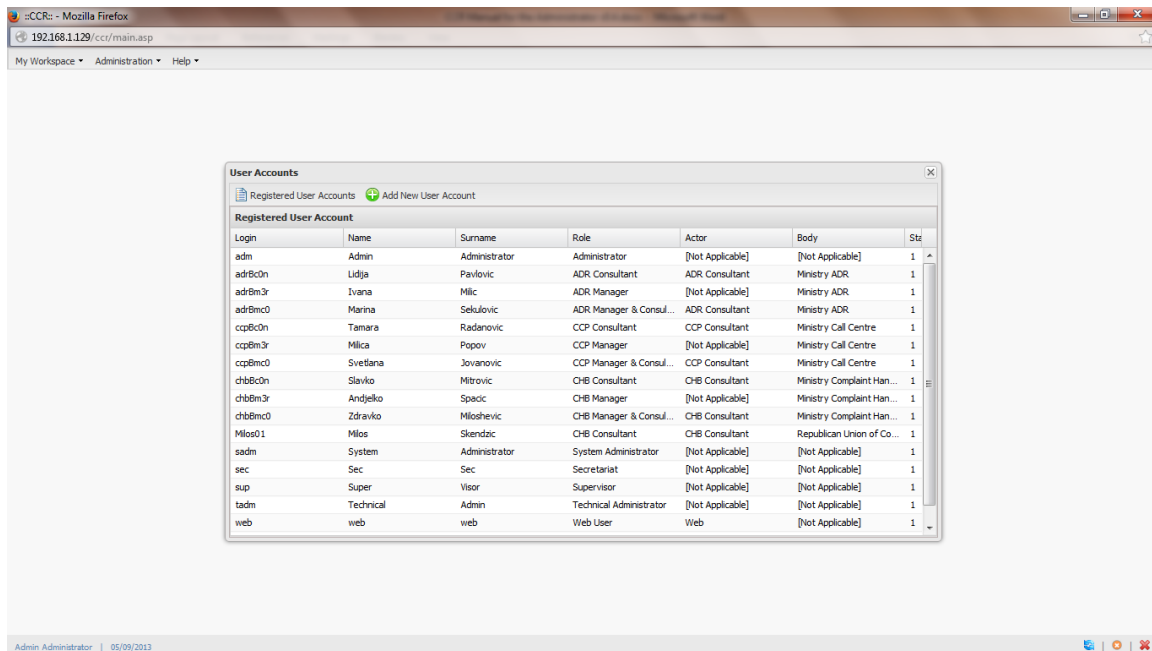 ::CCR:: - Mozilla Firefox
192.168.1.129/ccr/main.asp
My Workspace Administration Help
User Accounts
Registered User Accounts Add New User Account
Registered User Account
Login Name Surname Role Actor Body Sta
adm Admin Administrator Administrator [Not Applicable] [Not Applicable] 1
adrBc0n Lidija Pavlovic ADR Consultant ADR Consultant Ministry ADR 1
adrBm3r Ivana Milic ADR Manager [Not Applicable] Ministry ADR 1
adrBmc0 Marina Sekulovic ADR Manager & Consul... ADR Consultant Ministry ADR 1
ccpBc0n Tamara Radanovic CCP Consultant CCP Consultant Ministry Call Centre 1
ccpBm3r Milica Popov CCP Manager [Not Applicable] Ministry Call Centre 1
ccpBmc0 Svetlana Jovanovic CCP Manager & Consul... CCP Consultant Ministry Call Centre 1
chbBc0n Slavko Mitrovic CHB Consultant CHB Consultant Ministry Complaint Han... 1
chbBm3r Andjelko Spacic CHB Manager [Not Applicable] Ministry Complaint Han... 1
chbBmc0 Zdravko Miloshevic CHB Manager & Consul... CHB Consultant Ministry Complaint Han... 1
Milos01 Milos Skendzic CHB Consultant CHB Consultant Republican Union of Co... 1
sadm System Administrator System Administrator [Not Applicable] [Not Applicable] 1
sec Sec Sec Secretariat [Not Applicable] [Not Applicable] 1
sup Super Visor Supervisor [Not Applicable] [Not Applicable] 1
tadm Technical Admin Technical Administrator [Not Applicable] [Not Applicable] 1
web web web Web User Web [Not Applicable] 1
Admin Administrator | 05/09/2013